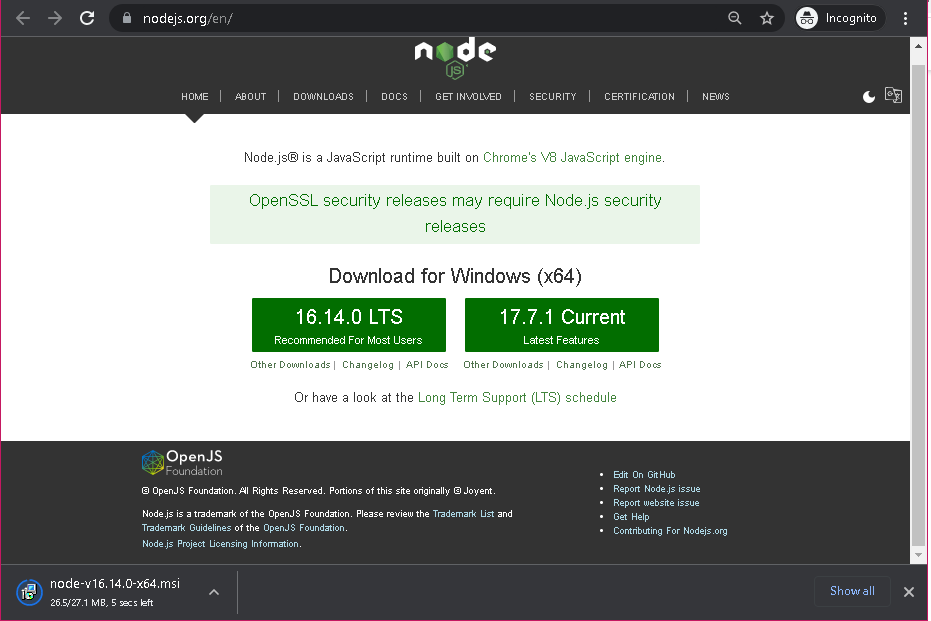 nodejs.org/en/
Incognito
node
JS
HOME | ABOUT | DOWNLOADS | DOCS | GET INVOLVED | SECURITY | CERTIFICATION | NEWS
Node.js® is a JavaScript runtime built on Chrome's V8 JavaScript engine.
OpenSSL security releases may require Node.js security
releases
Download for Windows (x64)
16.14.0 LTS
Recommended For Most Users
17.7.1 Current
Latest Features
Other Downloads | Changelog | API Docs
Other Downloads | Changelog | API Docs
Or have a look at the Long Term Support (LTS) schedule
OpenJS
Foundation
© OpenJS Foundation. All Rights Reserved. Portions of this site originally © Joyent.
Node.js is a trademark of the OpenJS Foundation. Please review the Trademark List and
Trademark Guidelines of the OpenJS Foundation.
Node.js Project Licensing Information.
Edit On GitHub
Report Node.js issue
Report website issue
Get Help
Contributing For Nodejs.org
node-v16.14.0-x64.msi
26.5/27.1 MB, 5 secs left
Show all